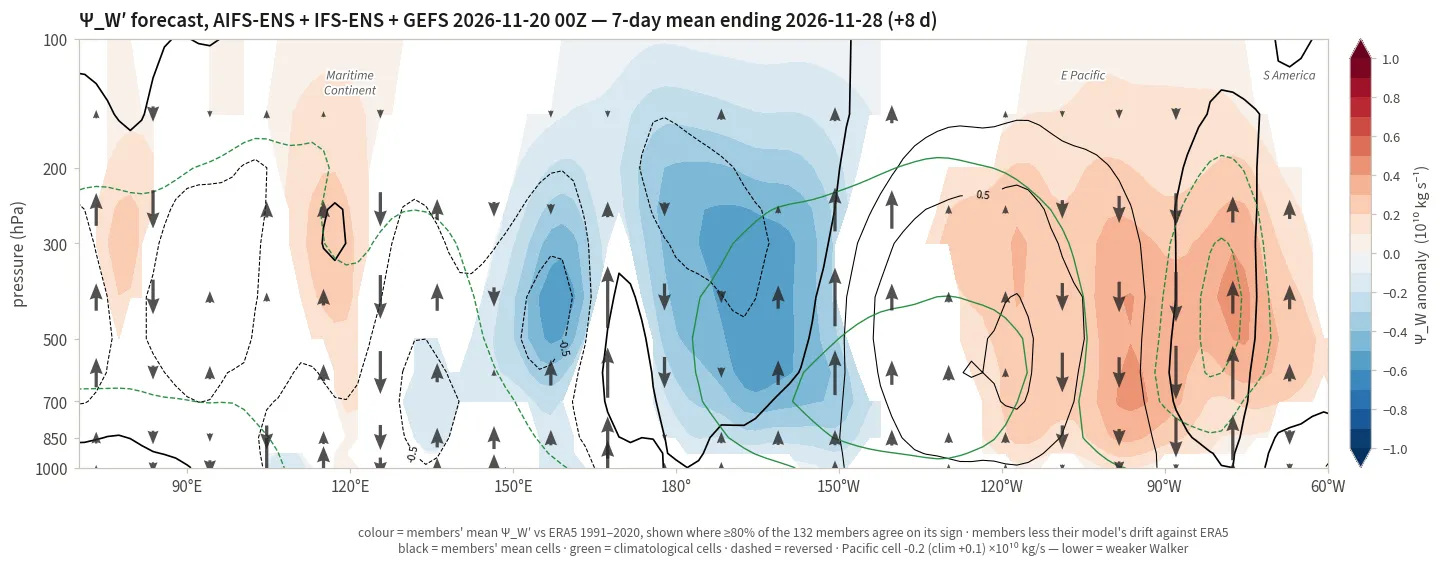 Ψ_W′ forecast, AIFS-ENS + IFS-ENS + GEFS 2026-11-20 00Z — 7-day mean ending 2026-11-28 (+8 d)
pressure (hPa)
100
200
300
400
500
700
850
1000
90°E
120°E
150°E
180°
150°W
120°W
90°W
60°W
Maritime
Continent
E Pacific
S America
0.5
-0.5
-0.5
1.0
0.8
0.6
0.4
0.2
0.0
−0.2
−0.4
−0.6
−0.8
−1.0
Ψ_W anomaly (10¹⁰ kg s⁻¹)
colour = members' mean Ψ_W′ vs ERA5 1991–2020, shown where ≥80% of the 132 members agree on its sign · members less their model's drift against ERA5
black = members' mean cells · green = climatological cells · dashed = reversed · Pacific cell -0.2 (clim +0.1) ×10¹⁰ kg/s — lower = weaker Walker